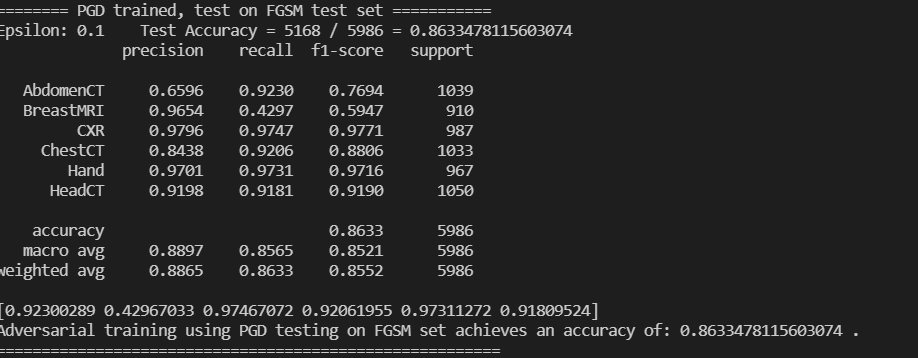 ======== PGD trained, test on FGSM test set ===========
Epsilon: 0.1 Test Accuracy = 5168 / 5986 = 0.8633478115603074
precision recall f1-score support
AbdomenCT 0.6596 0.9230 0.7694 1039
BreastMRI 0.9654 0.4297 0.5947 910
CXR 0.9796 0.9747 0.9771 987
ChestCT 0.8438 0.9206 0.8806 1033
Hand 0.9701 0.9731 0.9716 967
HeadCT 0.9198 0.9181 0.9190 1050
accuracy 0.8633 5986
macro avg 0.8897 0.8565 0.8521 5986
weighted avg 0.8865 0.8633 0.8552 5986
[0.92300289 0.42967033 0.97467072 0.92061955 0.97311272 0.91809524]
Adversarial training using PGD testing on FGSM set achieves an accuracy of: 0.8633478115603074 .
==========================================================